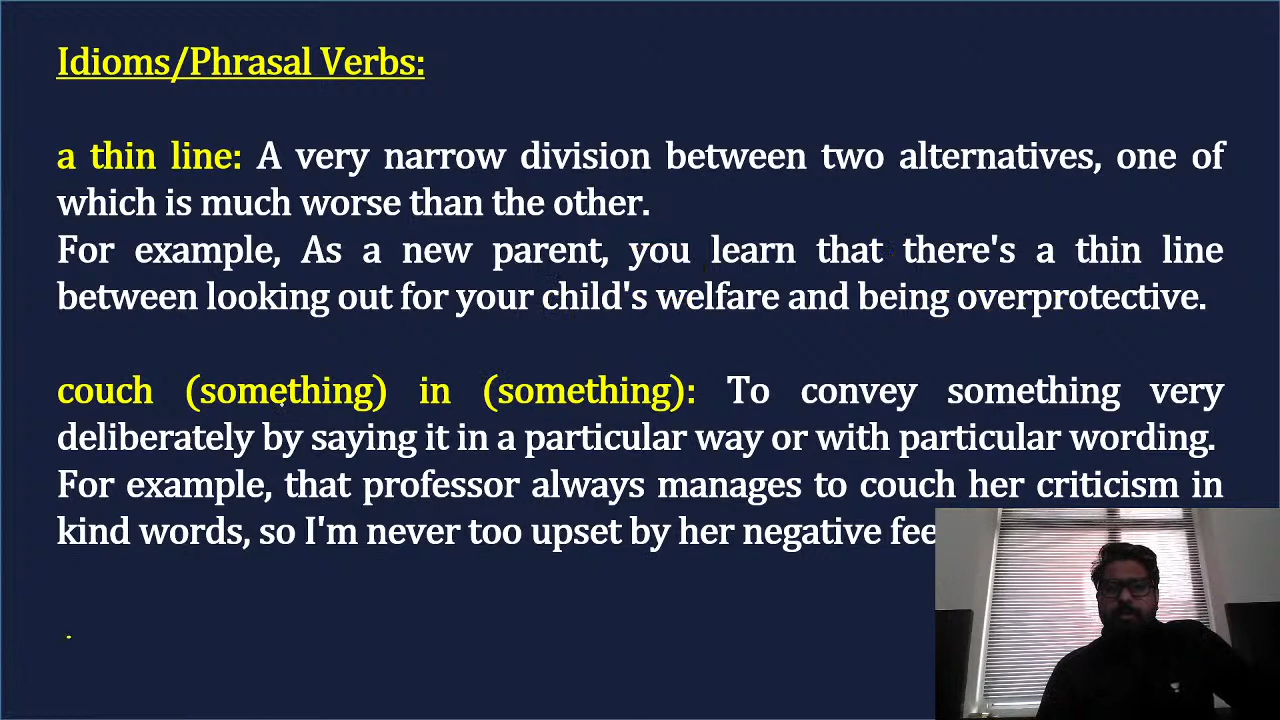 Idioms/Phrasal Verbs:
a thin line: A very narrow division between two alternatives, one of
which is much worse than the other.
For example, As a new parent, you learn that there's a thin line
between looking out for your child's welfare and being overprotective.
couch (something) in (something): To convey something very
deliberately by saying it in a particular way or with particular wording.
For example, that professor always manages to couch her criticism in
kind words, so I'm never too upset by her negative